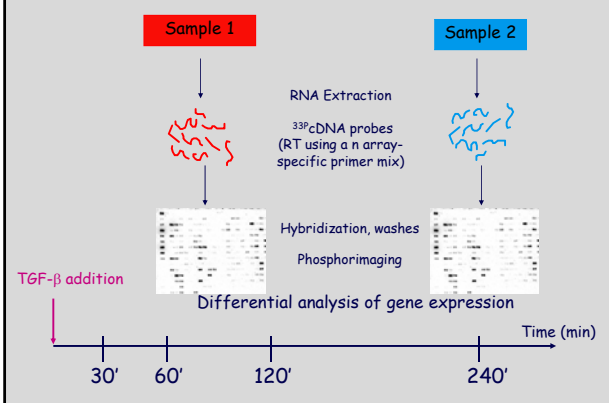 Sample 1
Sample 2
RNA Extraction
33PcDNA probes
(RT using a n array-
specific primer mix)
Hybridization, washes
Phosphorimaging
TGF-β addition
Differential analysis of gene expression
Time (min)
30' 60' 120' 240'